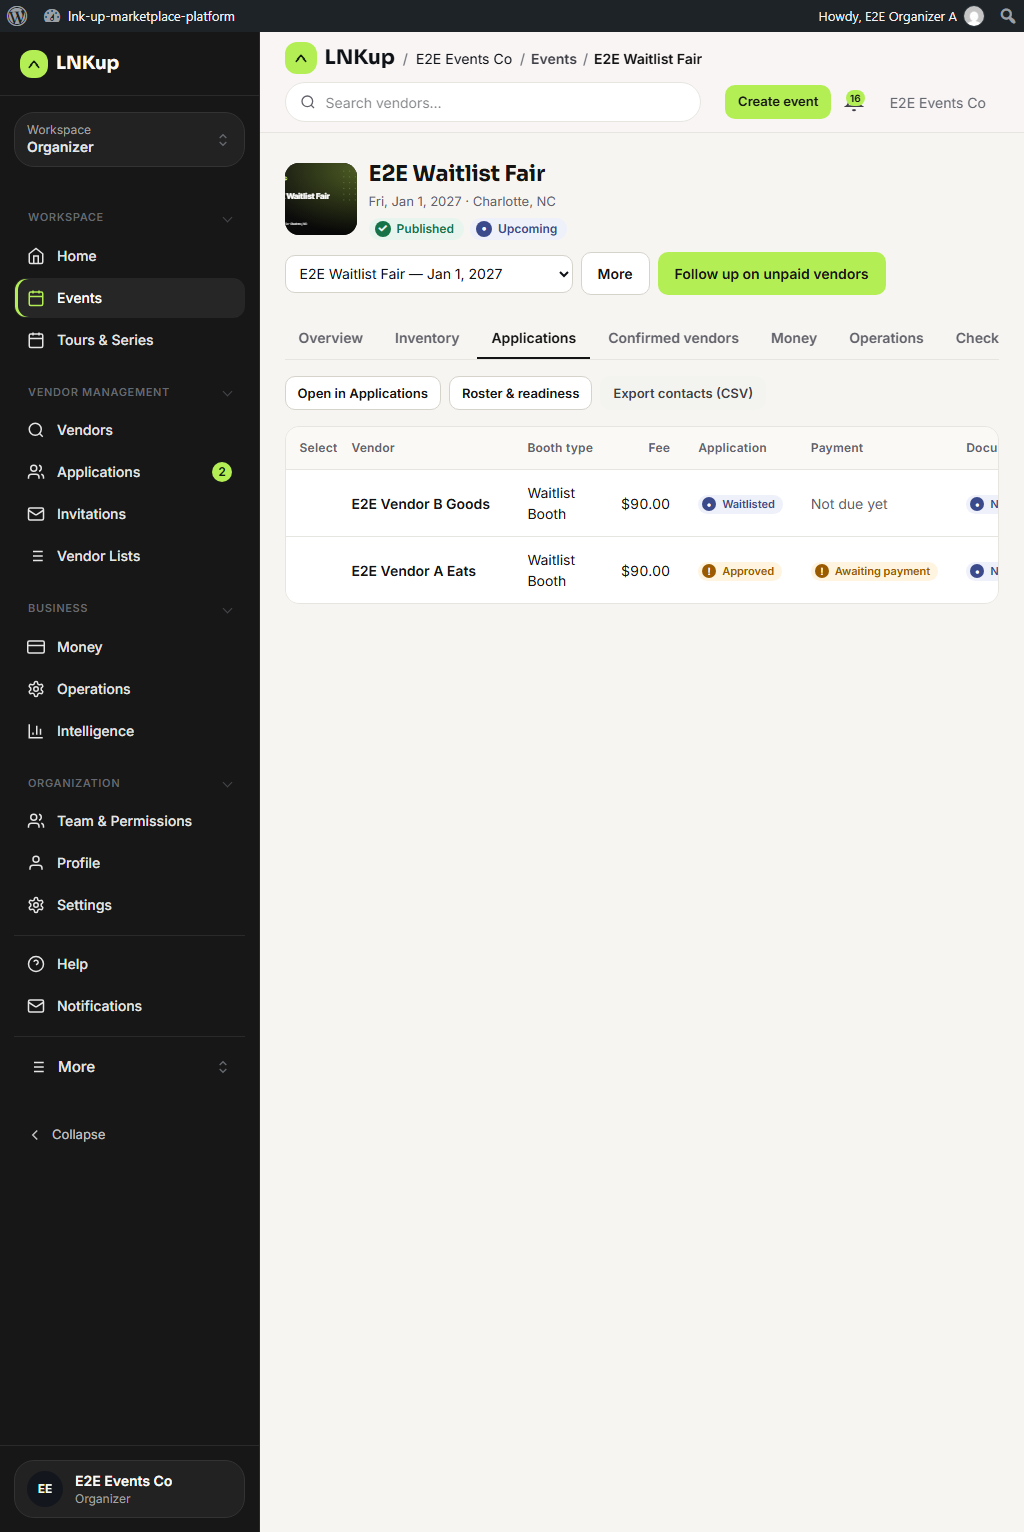 lnk-up-marketplace-platform
Howdy, E2E Organizer A
LNKup
Workspace
Organizer
WORKSPACE
Home
Events
Tours & Series
VENDOR MANAGEMENT
Vendors
Applications 2
Invitations
Vendor Lists
BUSINESS
Money
Operations
Intelligence
ORGANIZATION
Team & Permissions
Profile
Settings
Help
Notifications
More
Collapse
EE
E2E Events Co
Organizer
LNKup / E2E Events Co / Events / E2E Waitlist Fair
Search vendors...
Create event
16
E2E Events Co
Waitlist Fair
E2E Waitlist Fair
Fri, Jan 1, 2027 · Charlotte, NC
Published
Upcoming
E2E Waitlist Fair — Jan 1, 2027
More
Follow up on unpaid vendors
Overview Inventory Applications Confirmed vendors Money Operations Check
Open in Applications
Roster & readiness
Export contacts (CSV)
Select Vendor Booth type Fee Application Payment Docu
E2E Vendor B Goods Waitlist Booth $90.00 Waitlisted Not due yet N
E2E Vendor A Eats Waitlist Booth $90.00 Approved Awaiting payment N